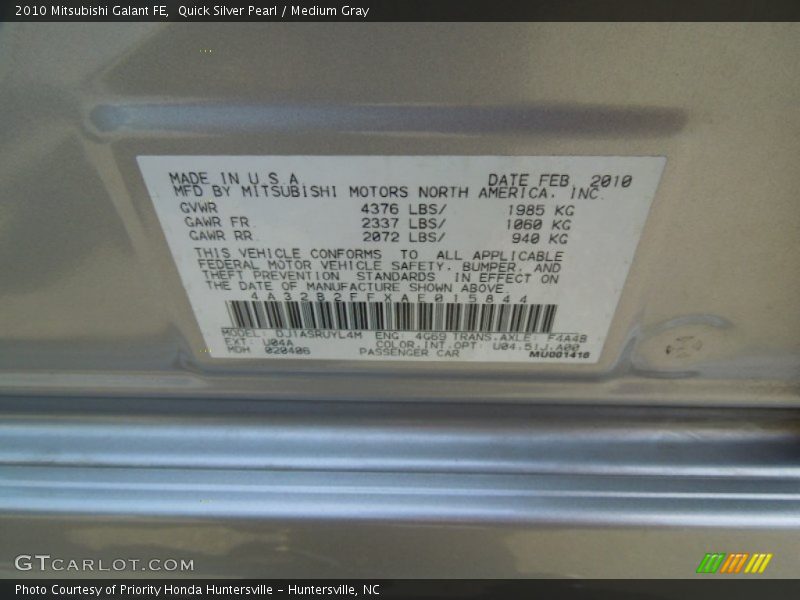 2010 Mitsubishi Galant FE, Quick Silver Pearl / Medium Gray
MADE IN U.S.A. DATE FEB, 2010
MFD BY MITSUBISHI MOTORS NORTH AMERICA, INC.
GVWR 4376 LBS/ 1985 KG
GAWR FR 2337 LBS/ 1060 KG
GAWR RR 2072 LBS/ 940 KG
THIS VEHICLE CONFORMS TO ALL APPLICABLE
FEDERAL MOTOR VEHICLE SAFETY, BUMPER, AND
THEFT PREVENTION STANDARDS IN EFFECT ON
THE DATE OF MANUFACTURE SHOWN ABOVE.
4A32B2FFXAE015844
MODEL: DJ1ASRUYL4M ENG: 4G69 TRANS.AXLE: F4A4B
EXT: U04A COLOR.INT.OPT: U04.51J.A00
MDH 020406 PASSENGER CAR MU001418
GTCARLOT.COM
Photo Courtesy of Priority Honda Huntersville – Huntersville, NC